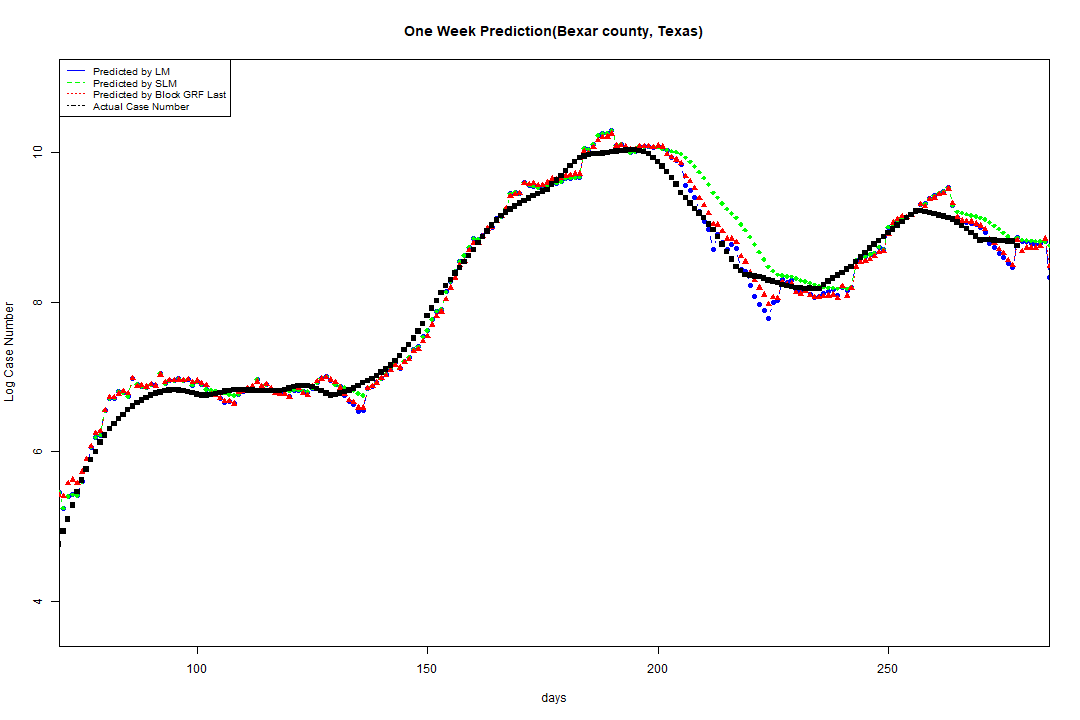 One Week Prediction(Bexar county, Texas)
Predicted by LM
Predicted by SLM
Predicted by Block GRF Last
Actual Case Number
10
8
6
4
Log Case Number
100
150
200
250
days